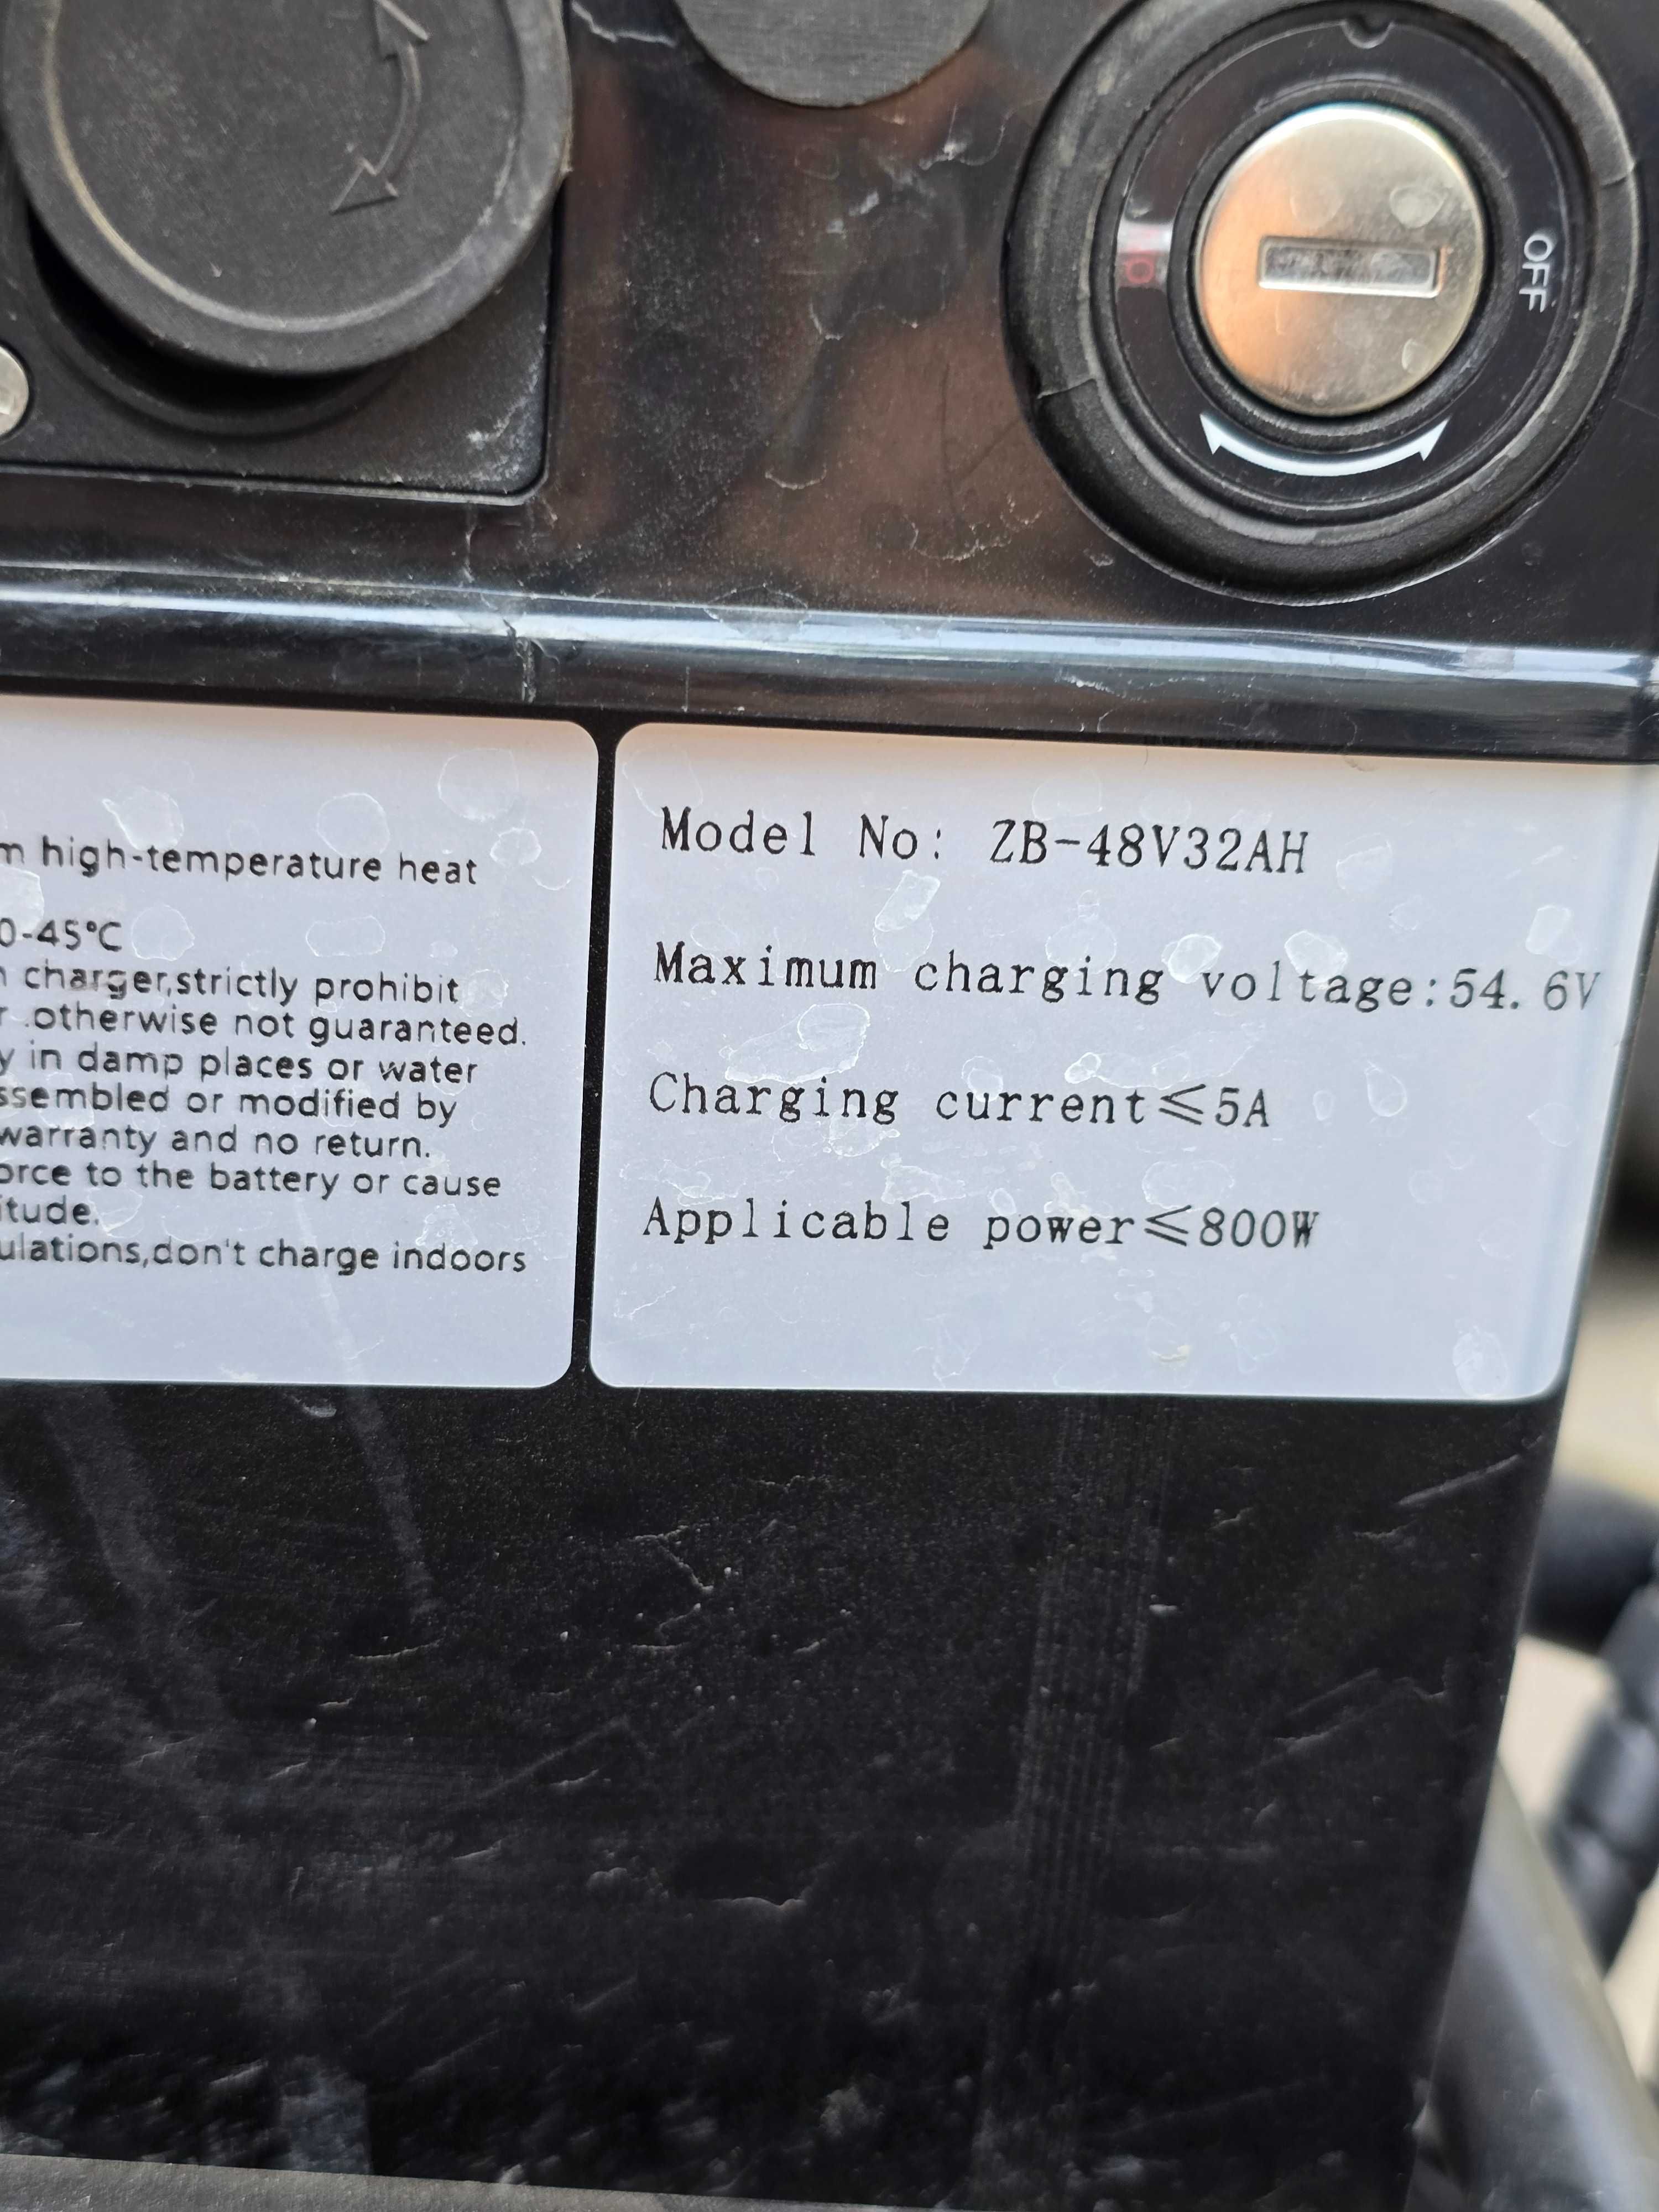 OFF
high-temperature heat
0-45°C
charger,strictly prohibit
.otherwise not guaranteed.
in damp places or water
ssembled or modified by
warranty and no return.
orce to the battery or cause
itude.
ulations,don't charge indoors
Model No: ZB-48V32AH
Maximum charging voltage:54.6V
Charging current≤5A
Applicable power≤800W